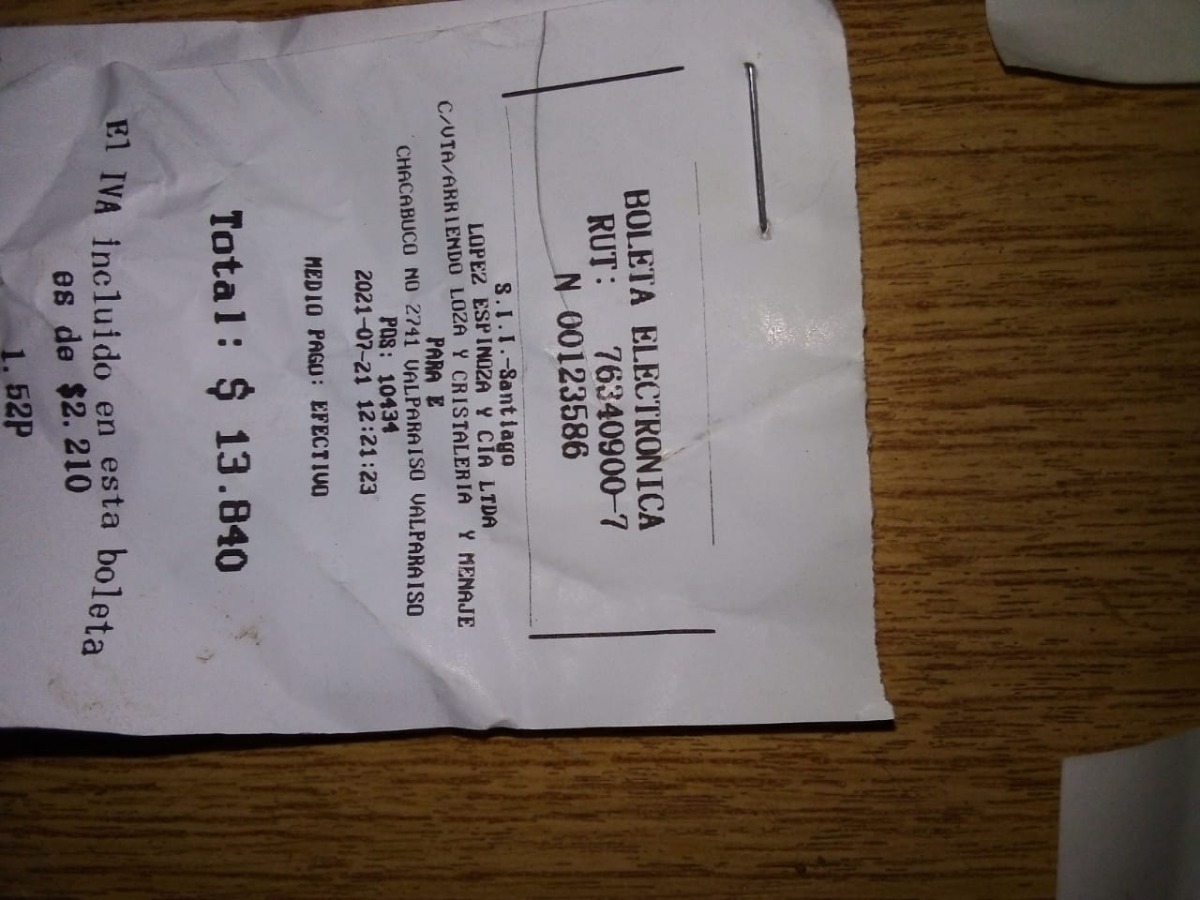 BOLETA ELECTRONICA
RUT: 76340900-7
N 00123586
S.I.I.-Santiago
LOPEZ ESPINOZA Y CIA LTDA
C/VTA/ARRIENDO LOZA Y CRISTALERIA Y MENAJE
PARA E
CHACABUCO NO 2741 VALPARAISO VALPARAISO
POS: 10434
2021-07-21 12:21:23
MEDIO PAGO: EFECTIVO
Total: $ 13.840
El IVA incluido en esta boleta
es de $2.210
1.52P